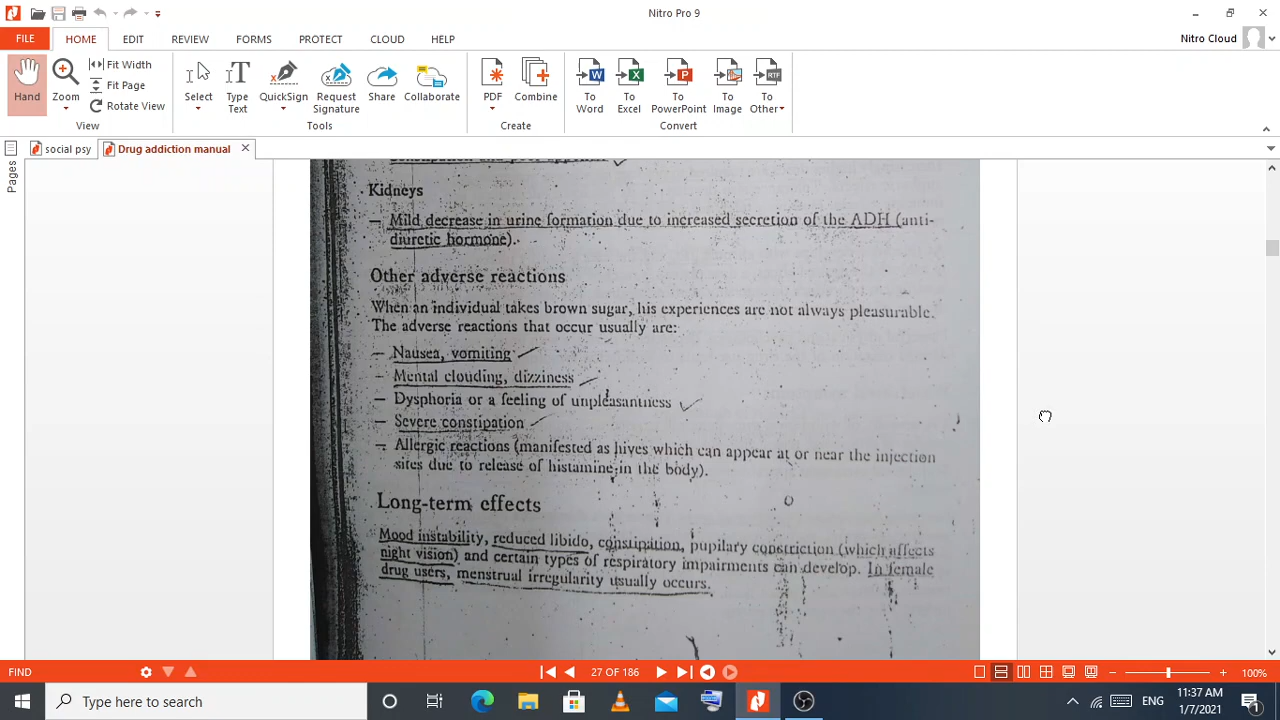 Nitro Pro 9
FILE HOME EDIT REVIEW FORMS PROTECT CLOUD HELP
Nitro Cloud
Hand
Zoom
Fit Width
Fit Page
Rotate View
Select
Type Text
QuickSign
Request Signature
Share
Collaborate
PDF
Combine
To Word
To Excel
To PowerPoint
To Image
To Other
View
Tools
Create
Convert
social psy
Drug addiction manual
Pages
Kidneys
– Mild decrease in urine formation due to increased secretion of the ADH (anti-
diuretic hormone).
Other adverse reactions
When an individual takes brown sugar, his experiences are not always pleasurable.
The adverse reactions that occur usually are:
– Nausea, vomiting
– Mental clouding, dizziness
– Dysphoria or a feeling of unpleasantness
– Severe constipation
– Allergic reactions (manifested as hives which can appear at or near the injection
sites due to release of histamine in the body).
Long-term effects
Mood instability, reduced libido, constipation, pupilary constriction (which affects
night vision) and certain types of respiratory impairments can develop. In female
drug users, menstrual irregularity usually occurs.
FIND
27 OF 186
100%
Type here to search
ENG
11:37 AM
1/7/2021
1